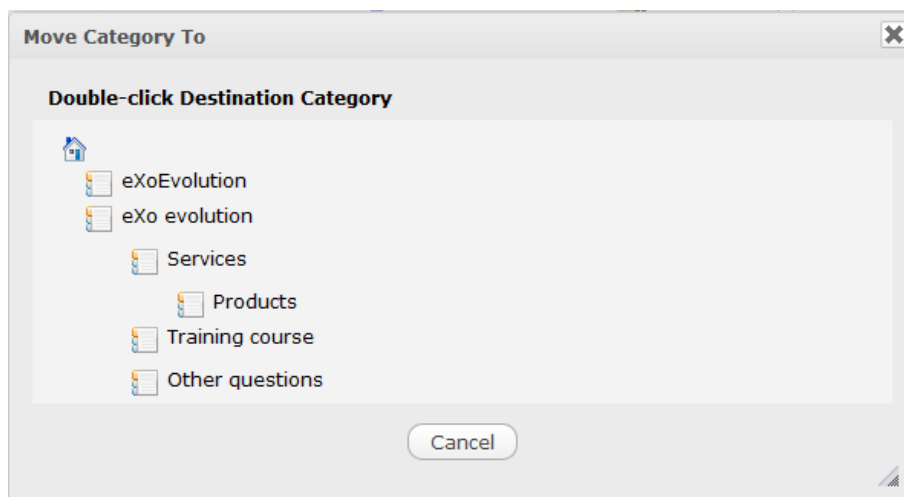 Move Category To
Double-click Destination Category
eXoEvolution
eXo evolution
Services
Products
Training course
Other questions
Cancel